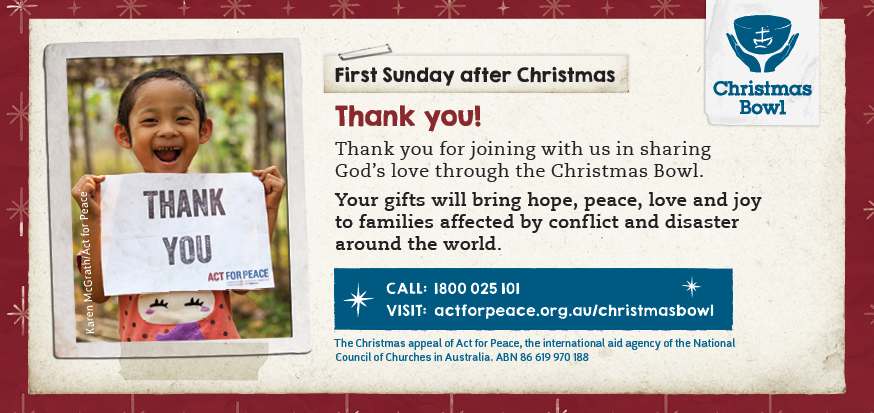 Christmas
Bowl
First Sunday after Christmas
Thank you!
Thank you for joining with us in sharing
God’s love through the Christmas Bowl.
Your gifts will bring hope, peace, love and joy
to families affected by conflict and disaster
around the world.
CALL: 1800 025 101
VISIT: actforpeace.org.au/christmasbowl
The Christmas appeal of Act for Peace, the international aid agency of the National
Council of Churches in Australia. ABN 86 619 970 188
THANK
YOU
ACT FOR PEACE
Karen McGrath/Act for Peace